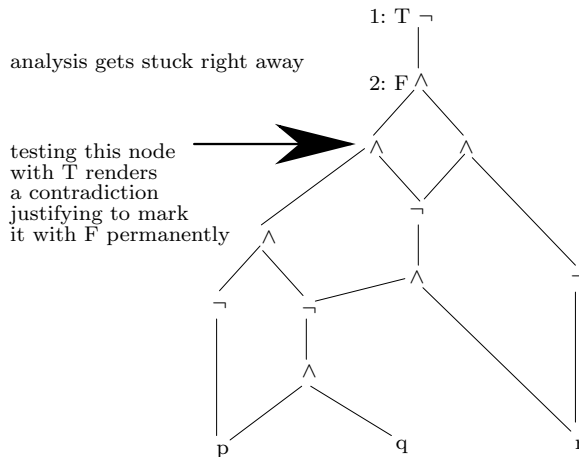 1: T ¬
analysis gets stuck right away
2: F ∧
testing this node
with T renders
a contradiction
justifying to mark
it with F permanently
∧ ∧
¬
∧
∧ ¬
¬ ¬
∧
p q r